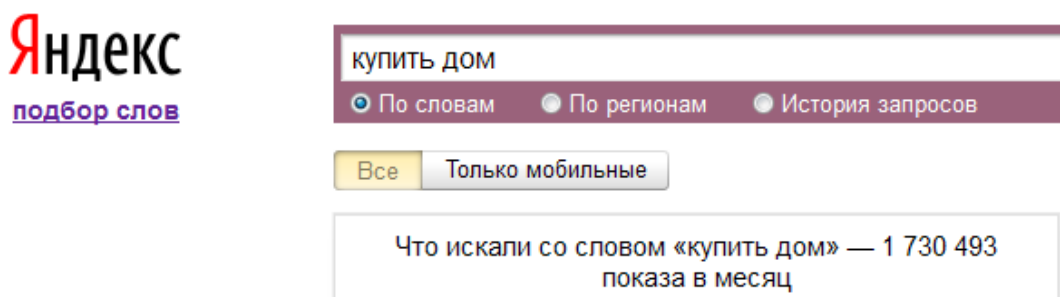 Яндекс
подбор слов
купить дом
По словам По регионам История запросов
Все Только мобильные
Что искали со словом «купить дом» — 1 730 493
показа в месяц